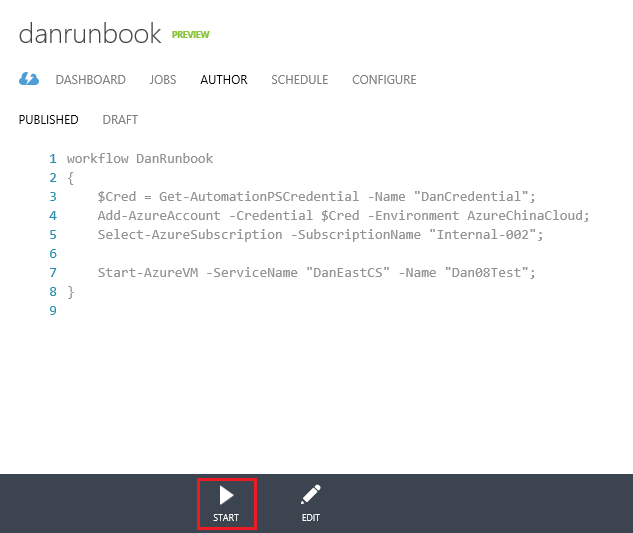 danrunbook PREVIEW
DASHBOARD JOBS AUTHOR SCHEDULE CONFIGURE
PUBLISHED DRAFT
1 workflow DanRunbook
2 {
3 $Cred = Get-AutomationPSCredential -Name "DanCredential";
4 Add-AzureAccount -Credential $Cred -Environment AzureChinaCloud;
5 Select-AzureSubscription -SubscriptionName "Internal-002";
6
7 Start-AzureVM -ServiceName "DanEastCS" -Name "Dan08Test";
8 }
9
START EDIT